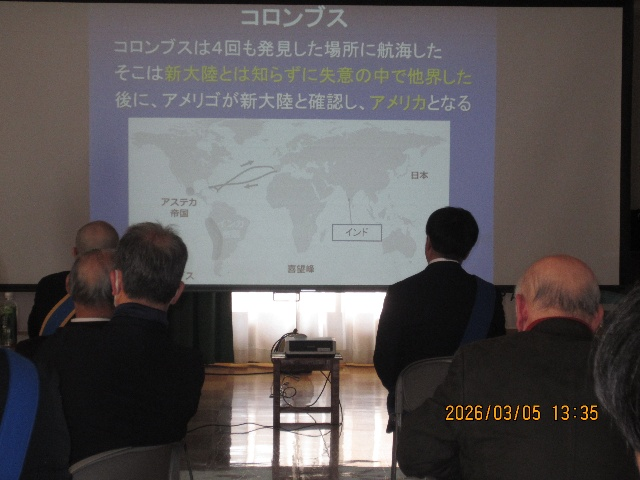 コロンブス
コロンブスは4回も発見した場所に航海した
そこは新大陸とは知らずに失意の中で他界した
後に、アメリゴが新大陸と確認し、アメリカとなる
日本
アステカ
帝国
インド
喜望峰
ス
2026/03/05 13:35